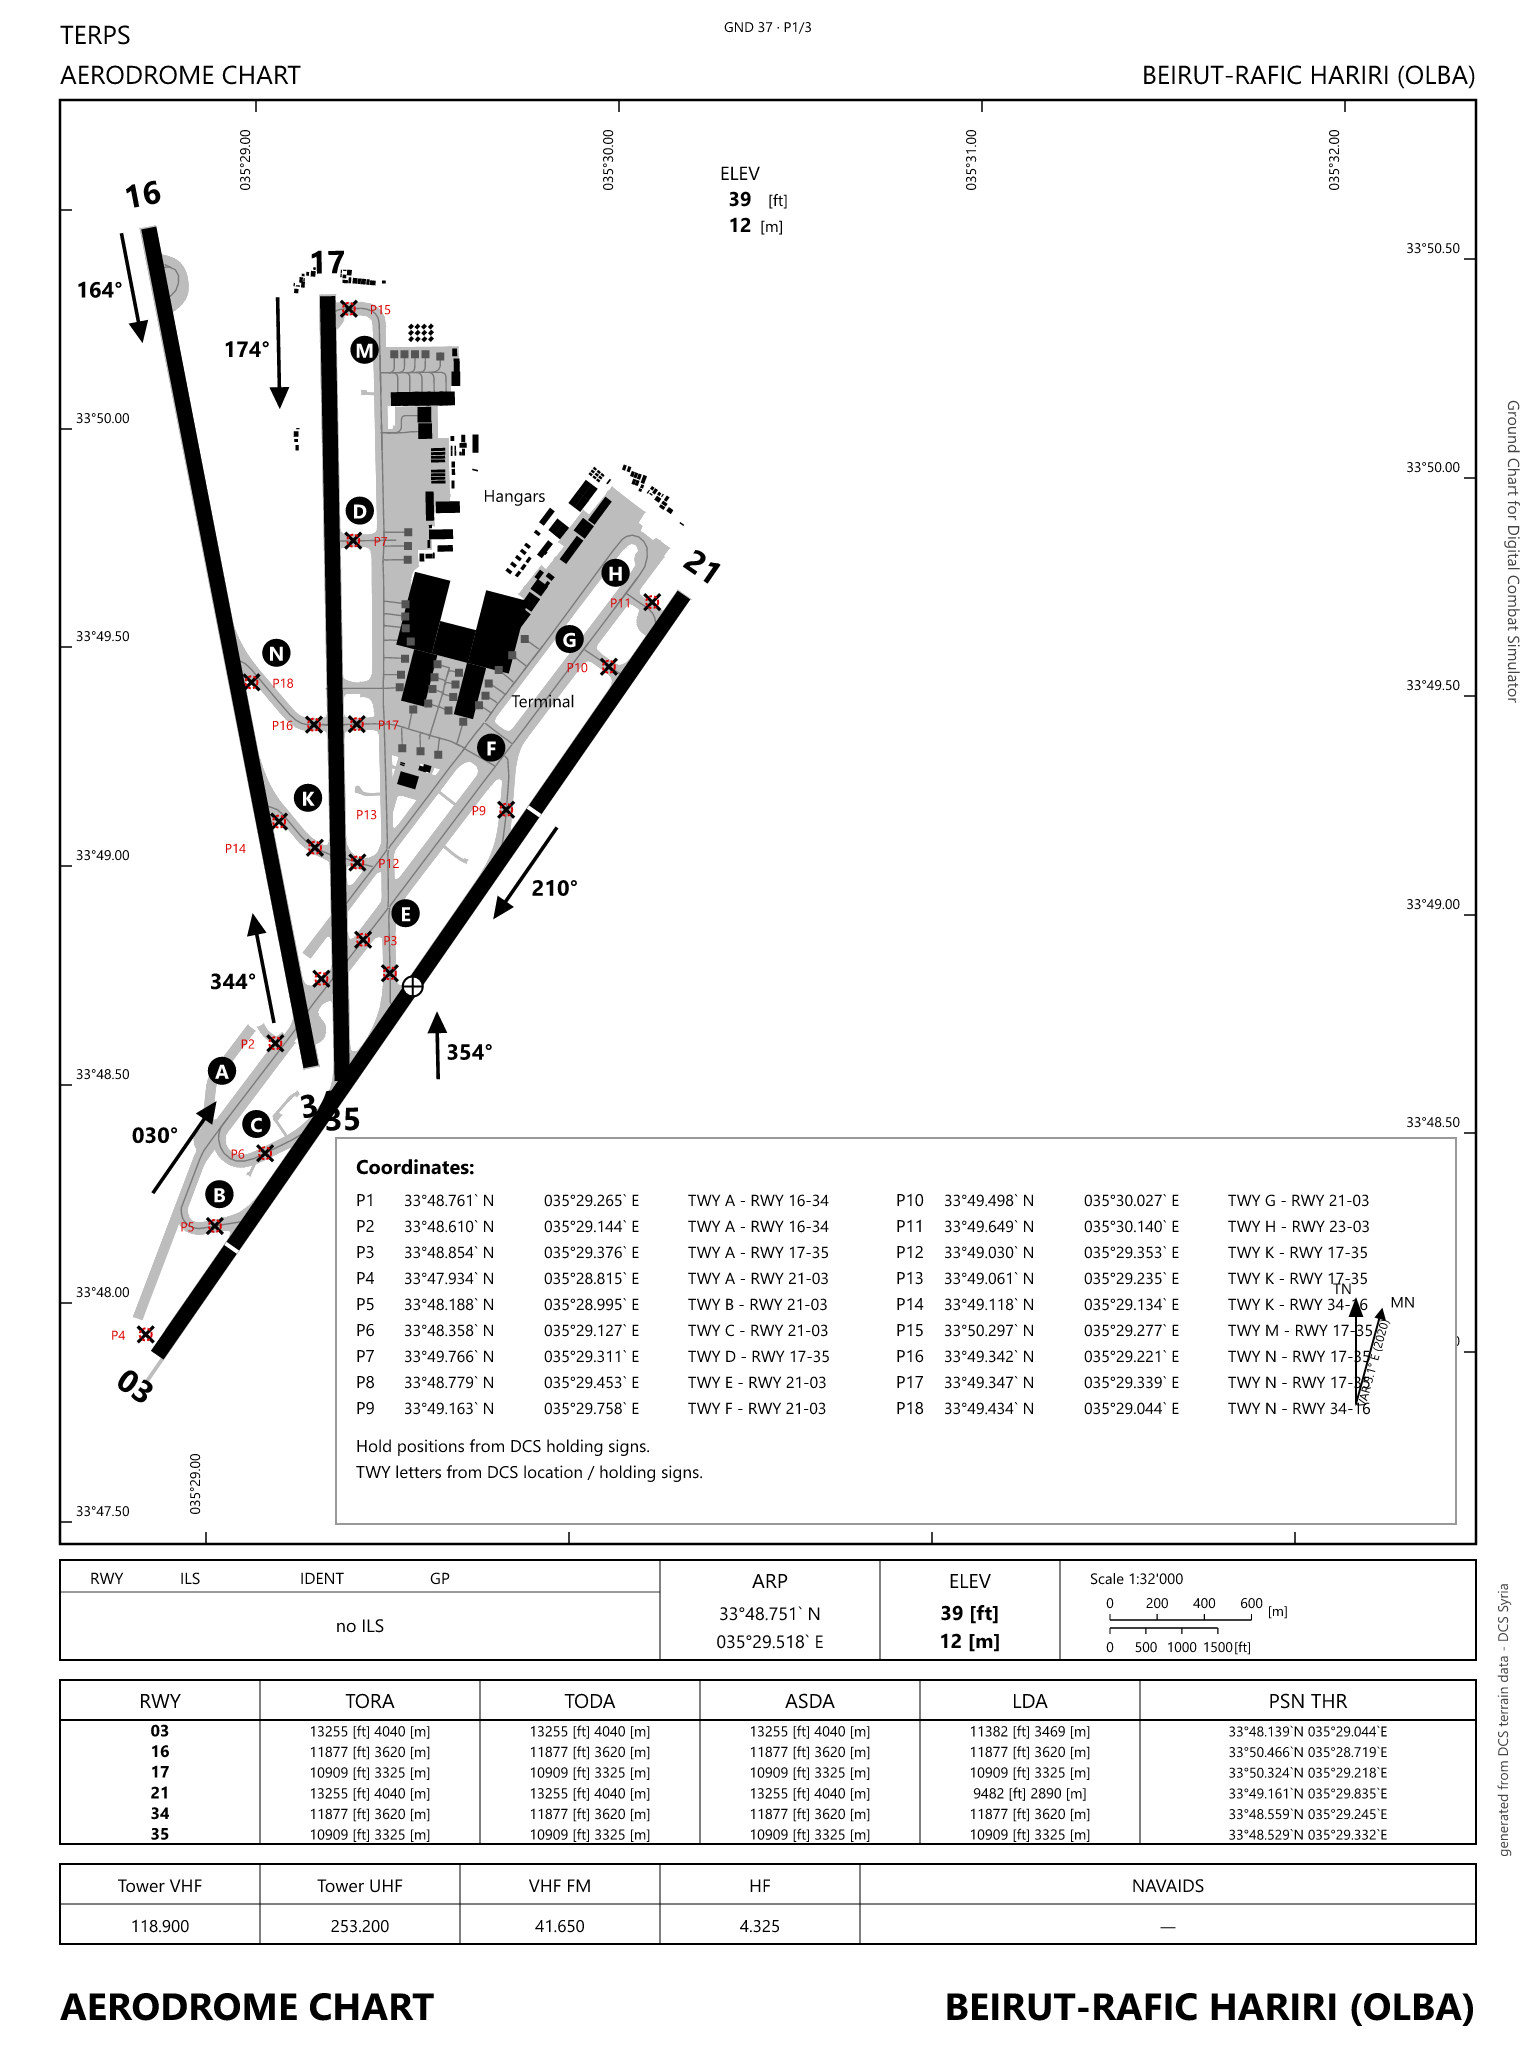 GND 37 · P1/3
TERPS
AERODROME CHART
BEIRUT-RAFIC HARIRI (OLBA)
035°29.00
035°30.00
035°31.00
035°32.00
ELEV
39 [ft]
12 [m]
16
17
164°
174°
33°50.50
P15
M
33°50.00
33°50.00
Hangars
D
P7
21
H
P11
33°49.50
G
N
P10
P18
33°49.50
Terminal
P16
P17
F
K
P9
P13
P14
33°49.00
P12
210°
E
33°49.00
P3
344°
P2
354°
A
33°48.50
35
C
33°48.50
030°
P6
B
P5
33°48.00
P4
03
035°29.00
33°47.50
Coordinates:
P1 33°48.761` N 035°29.265` E TWY A - RWY 16-34
P2 33°48.610` N 035°29.144` E TWY A - RWY 16-34
P3 33°48.854` N 035°29.376` E TWY A - RWY 17-35
P4 33°47.934` N 035°28.815` E TWY A - RWY 21-03
P5 33°48.188` N 035°28.995` E TWY B - RWY 21-03
P6 33°48.358` N 035°29.127` E TWY C - RWY 21-03
P7 33°49.766` N 035°29.311` E TWY D - RWY 17-35
P8 33°48.779` N 035°29.453` E TWY E - RWY 21-03
P9 33°49.163` N 035°29.758` E TWY F - RWY 21-03
P10 33°49.498` N 035°30.027` E TWY G - RWY 21-03
P11 33°49.649` N 035°30.140` E TWY H - RWY 23-03
P12 33°49.030` N 035°29.353` E TWY K - RWY 17-35
P13 33°49.061` N 035°29.235` E TWY K - RWY 17-35
P14 33°49.118` N 035°29.134` E TWY K - RWY 34-16
P15 33°50.297` N 035°29.277` E TWY M - RWY 17-35
P16 33°49.342` N 035°29.221` E TWY N - RWY 17-35
P17 33°49.347` N 035°29.339` E TWY N - RWY 17-35
P18 33°49.434` N 035°29.044` E TWY N - RWY 34-16
TN
MN
Hold positions from DCS holding signs.
TWY letters from DCS location / holding signs.
Ground Chart for Digital Combat Simulator
RWY ILS IDENT GP
no ILS
ARP
33°48.751` N
035°29.518` E
ELEV
39 [ft]
12 [m]
Scale 1:32'000
0 200 400 600 [m]
0 500 1000 1500[ft]
RWY TORA TODA ASDA LDA PSN THR
03 13255 [ft] 4040 [m] 13255 [ft] 4040 [m] 13255 [ft] 4040 [m] 11382 [ft] 3469 [m] 33°48.139`N 035°29.044`E
16 11877 [ft] 3620 [m] 11877 [ft] 3620 [m] 11877 [ft] 3620 [m] 11877 [ft] 3620 [m] 33°50.466`N 035°28.719`E
17 10909 [ft] 3325 [m] 10909 [ft] 3325 [m] 10909 [ft] 3325 [m] 10909 [ft] 3325 [m] 33°50.324`N 035°29.218`E
21 13255 [ft] 4040 [m] 13255 [ft] 4040 [m] 13255 [ft] 4040 [m] 9482 [ft] 2890 [m] 33°49.161`N 035°29.835`E
34 11877 [ft] 3620 [m] 11877 [ft] 3620 [m] 11877 [ft] 3620 [m] 11877 [ft] 3620 [m] 33°48.559`N 035°29.245`E
35 10909 [ft] 3325 [m] 10909 [ft] 3325 [m] 10909 [ft] 3325 [m] 10909 [ft] 3325 [m] 33°48.529`N 035°29.332`E
generated from DCS terrain data - DCS Syria
Tower VHF Tower UHF VHF FM HF NAVAIDS
118.900 253.200 41.650 4.325 —
AERODROME CHART
BEIRUT-RAFIC HARIRI (OLBA)